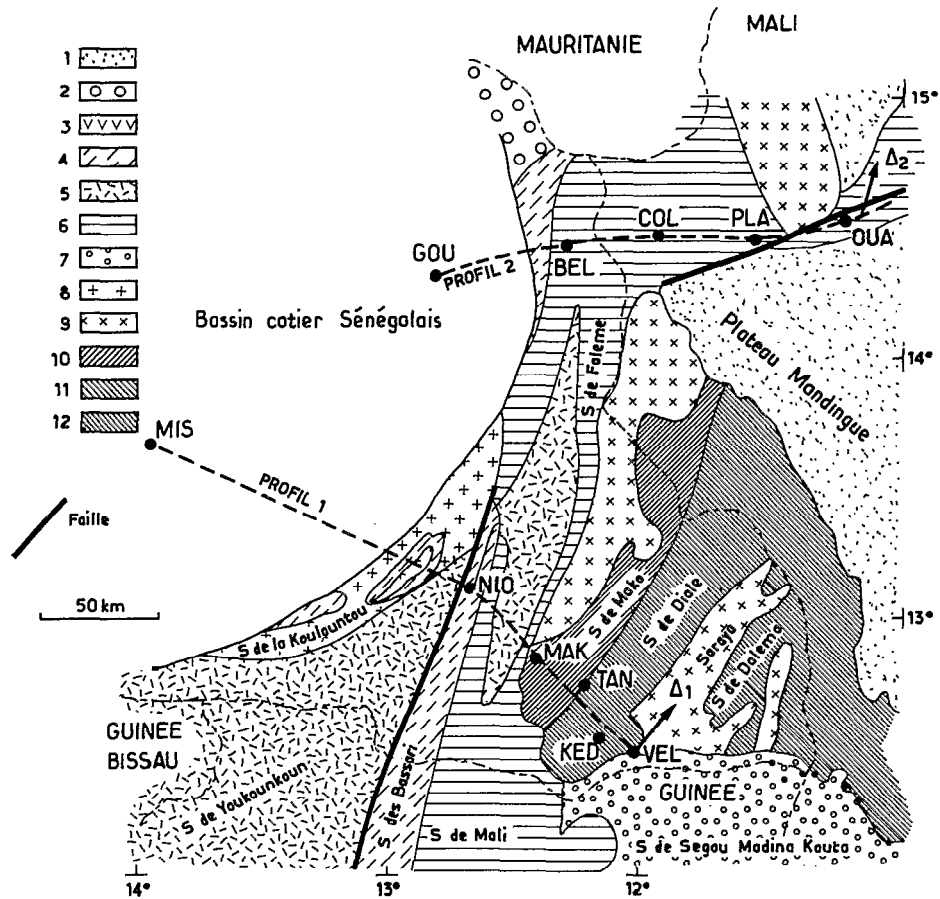 MALI
MAURITANIE
1
2
3
4
5
6
7
8
9
10
11
12
15°
Δ2
GOU
PROFIL 2
BEL
COL
PLA
OUA
Bassin cotier Sénégalais
S de Faleme
Plateau Mandingue
14°
MIS
PROFIL 1
Faille
50 km
NIO
S de la Koulountou
13°
S de Mako
S de Diale
Saraya
S de Dalema
MAK
TAN
Δ1
KED
VEL
GUINEE
BISSAU
GUINEE
S de Youkounkoun
S des Bassari
S de Mali
S de Segou Madina Kouta
14°
13°
12°